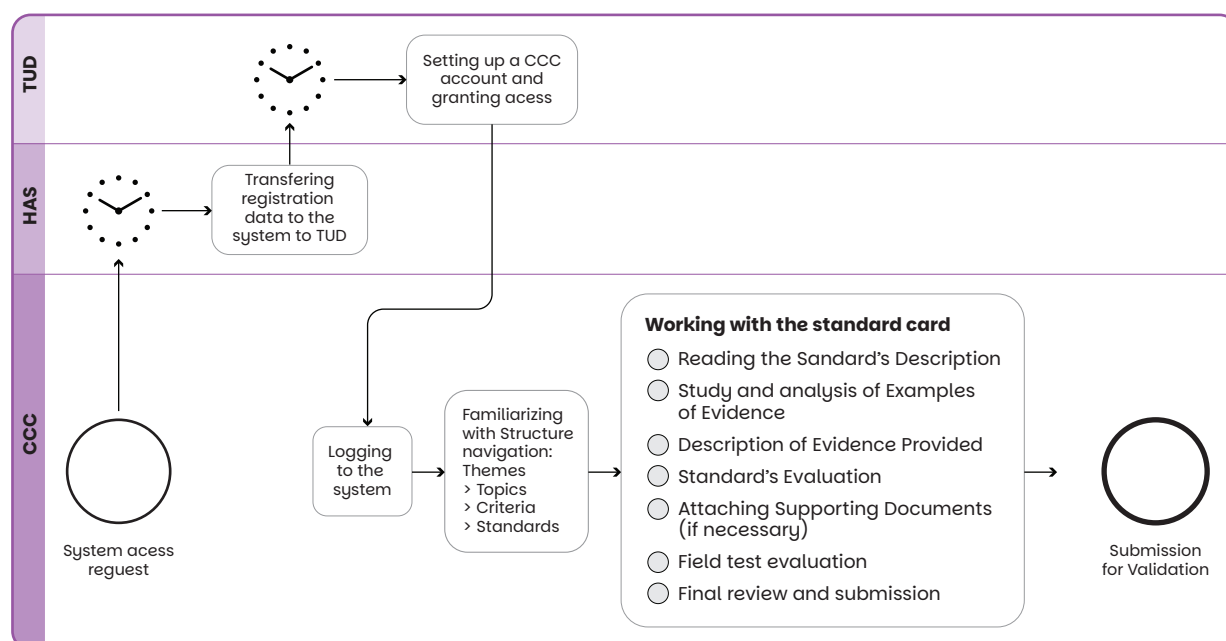 TUD
Setting up a CCC
account and
granting acess
HAS
Transfering
registration
data to the
system to TUD
CCC
System acess
reguest
Logging
to the
system
Familiarizing
with Structure
navigation:
Themes
> Topics
> Criteria
> Standards
Working with the standard card
Reading the Sandard's Description
Study and analysis of Examples
of Evidence
Description of Evidence Provided
Standard's Evaluation
Attaching Supporting Documents
(if necessary)
Field test evaluation
Final review and submission
Submission
for Validation